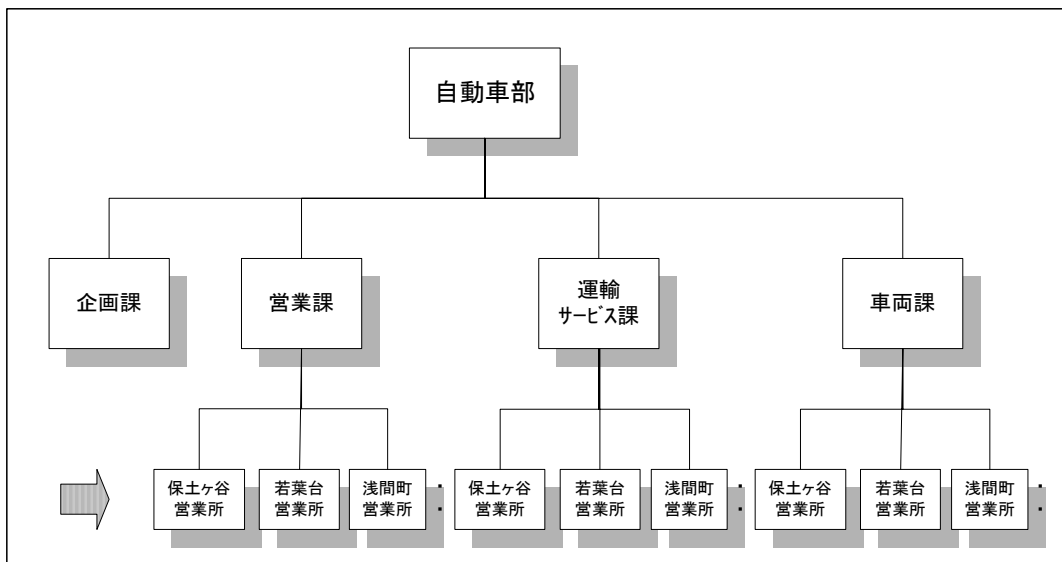 自動車部
企画課
営業課
運輸
ｻｰﾋﾞｽ課
車両課
保土ヶ谷
営業所
若葉台
営業所
浅間町
営業所
：
保土ヶ谷
営業所
若葉台
営業所
浅間町
営業所
：
保土ヶ谷
営業所
若葉台
営業所
浅間町
営業所
：